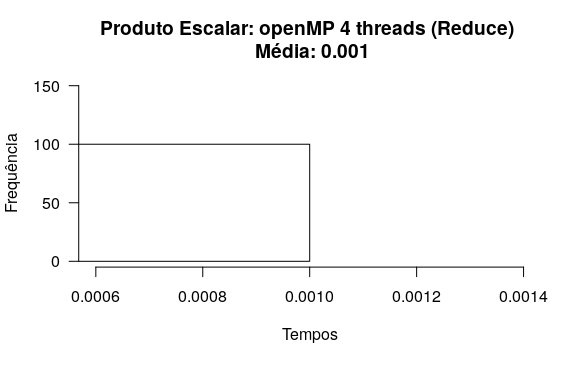 Produto Escalar: openMP 4 threads (Reduce)
Média: 0.001
150
100
50
0
Frequência
0.0006 0.0008 0.0010 0.0012 0.0014
Tempos